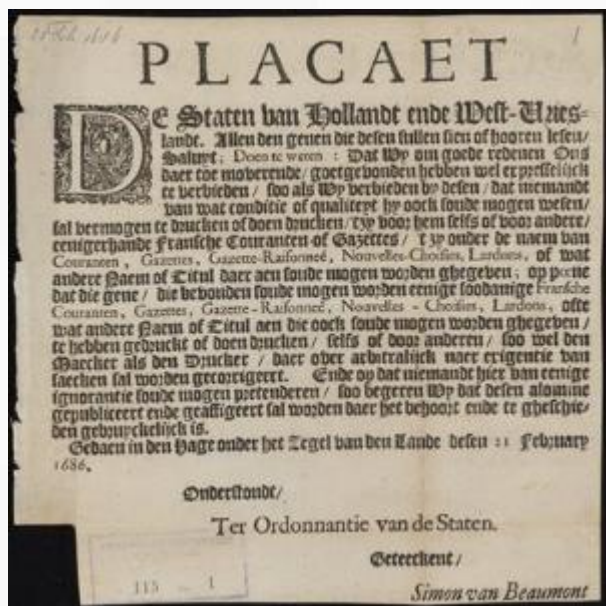 21 Feb. 1686
1
PLACAET
DE Staten van Hollandt ende West-Vries-
landt. Allen den genen die desen sullen sien of hooren lesen/
Saluyt; Doen te weten: Dat Wy om goede redenen Ons
daer toe moverende/ goetgevonden hebben wel expresselijck
te verbieden/ soo als Wy verbieden by desen/ dat niemandt
van wat conditie of qualiteyt hy oock soude mogen wesen/
sal vermogen te drucken of doen drucken/ 't zy voor hem selfs of voor andere/
eenigerhande Fransche Couranten of Gazettes/ 't zy onder de naem van
Couranten, Gazettes, Gazette-Raisonneé, Nouvelles-Choisies, Lardons, of wat
andere Naem of Titul daer aen soude mogen worden ghegeven; op pœne
dat die gene/ die bevonden soude mogen worden eenige soodanige Fransche
Couranten, Gazettes, Gazette-Raisonneé, Nouvelles-Choisies, Lardons, ofte
wat andere Naem of Titul aen die oock soude mogen worden ghegeven/
te hebben gedruckt of doen drucken/ selfs of door anderen/ soo wel den
Maecker als den Drucker/ daer over arbitralijck naer exigentie van
saecken sal worden gecorrigeert. Ende op dat niemandt hier van eenige
ignorantie soude mogen pretenderen/ soo begeren Wy dat desen alomme
gepubliceert ende geaffigeert sal worden daer het behoort ende te gheschie-
den gebruyckelijck is.
Gedaen in den Hage onder het Zegel van den Lande desen 21 February
1686.
Onderstondt/
Ter Ordonnantie van de Staten.
Geteeckent/
Simon van Beaumont
115 - 1